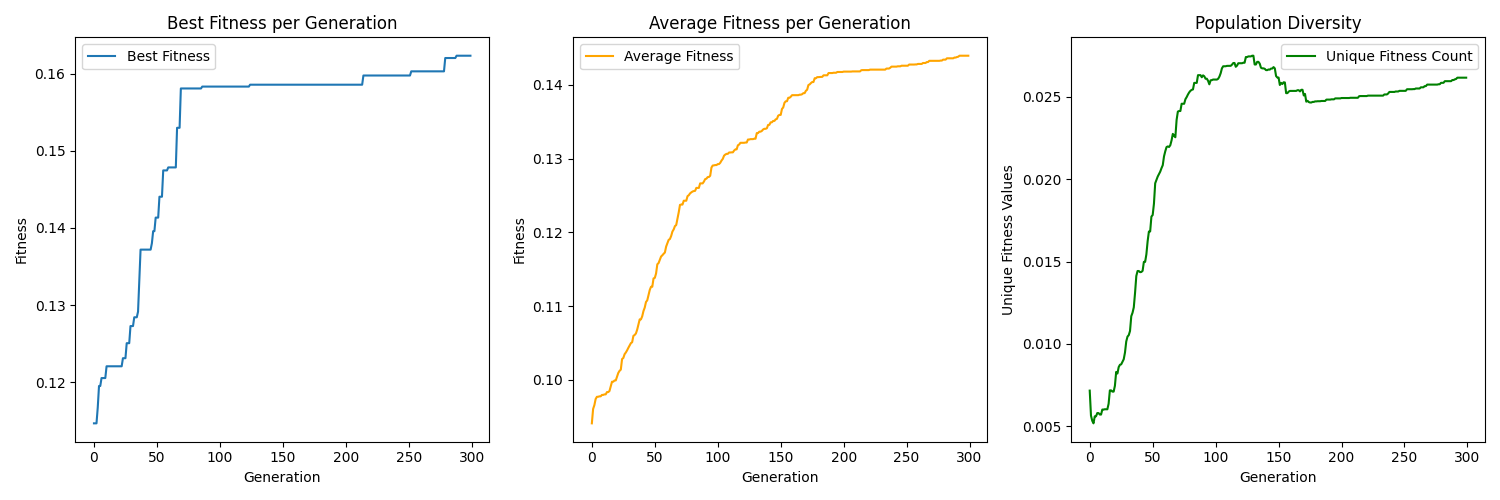 Best Fitness per Generation
Best Fitness
Fitness
0.16
0.15
0.14
0.13
0.12
0 50 100 150 200 250 300
Generation
Average Fitness per Generation
Average Fitness
Fitness
0.14
0.13
0.12
0.11
0.10
0 50 100 150 200 250 300
Generation
Population Diversity
Unique Fitness Count
Unique Fitness Values
0.025
0.020
0.015
0.010
0.005
0 50 100 150 200 250 300
Generation